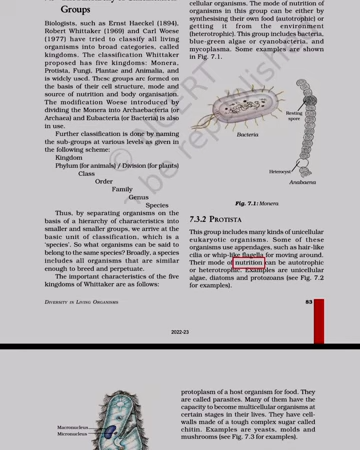 Groups
Biologists, such as Ernst Haeckel (1894),
Robert Whittaker (1969) and Carl Woese
(1977) have tried to classify all living
organisms into broad categories, called
kingdoms. The classification Whittaker
proposed has five kingdoms: Monera,
Protista, Fungi, Plantae and Animalia, and
is widely used. These groups are formed on
the basis of their cell structure, mode and
source of nutrition and body organisation.
The modification Woese introduced by
dividing the Monera into Archaebacteria (or
Archaea) and Eubacteria (or Bacteria) is also
in use.
Further classification is done by naming
the sub-groups at various levels as given in
the following scheme:
Kingdom
Phylum (for animals) / Division (for plants)
Class
Order
Family
Genus
Species
Thus, by separating organisms on the
basis of a hierarchy of characteristics into
smaller and smaller groups, we arrive at the
basic unit of classification, which is a
'species'. So what organisms can be said to
belong to the same species? Broadly, a species
includes all organisms that are similar
enough to breed and perpetuate.
The important characteristics of the five
kingdoms of Whittaker are as follows:
cellular organisms. The mode of nutrition of
organisms in this group can be either by
synthesising their own food (autotrophic) or
getting it from the environment
(heterotrophic). This group includes bacteria,
blue-green algae or cyanobacteria, and
mycoplasma. Some examples are shown
in Fig. 7.1.
Bacteria
Resting
spore
Heterocyst
Anabaena
Fig. 7.1: Monera
7.3.2 PROTISTA
This group includes many kinds of unicellular
eukaryotic organisms. Some of these
organisms use appendages, such as hair-like
cilia or whip-like flagella for moving around.
Their mode of nutrition can be autotrophic
or heterotrophic. Examples are unicellular
algae, diatoms and protozoans (see Fig. 7.2
for examples).
DIVERSITY IN LIVING ORGANISMS
83
2022-23
Macronucleus
Micronucleus
protoplasm of a host organism for food. They
are called parasites. Many of them have the
capacity to become multicellular organisms at
certain stages in their lives. They have cell-
walls made of a tough complex sugar called
chitin. Examples are yeasts, molds and
mushrooms (see Fig. 7.3 for examples).